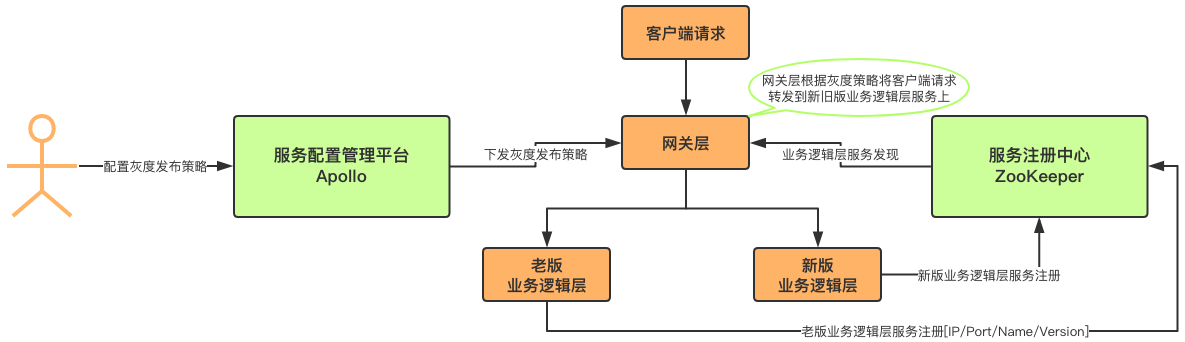 客户端请求
网关层根据灰度策略将客户端请求
转发到新旧版业务逻辑层服务上
配置灰度发布策略
服务配置管理平台
Apollo
下发灰度发布策略
网关层
业务逻辑层服务发现
服务注册中心
ZooKeeper
老版
业务逻辑层
新版
业务逻辑层
新版业务逻辑层服务注册
老版业务逻辑层服务注册[IP/Port/Name/Version]